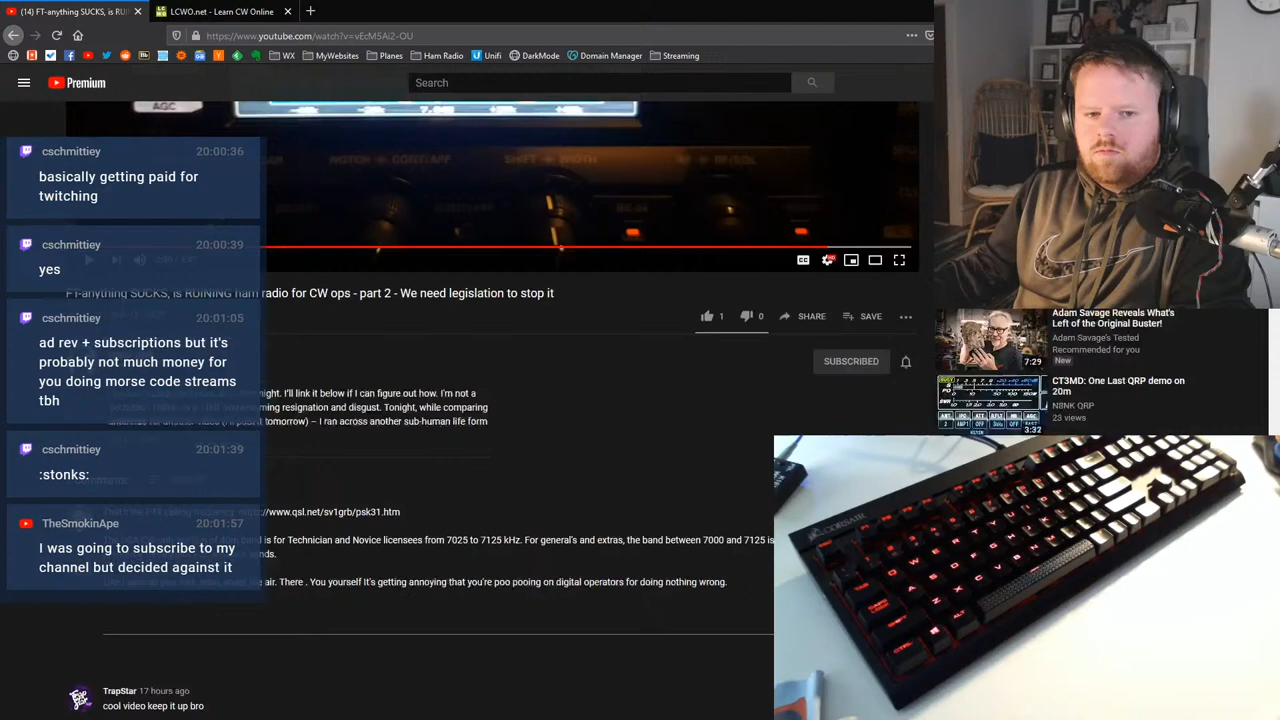 (14) FT-anything SUCKS, is RUIN
LCWO.net - Learn CW Online
https://www.youtube.com/watch?v=vEcM5Ai2-OU
WX
MyWebsites
Planes
Ham Radio
Unifi
DarkMode
Domain Manager
Streaming
Premium
Search
AGC
cschmittiey 20:00:36
basically getting paid for
twitching
cschmittiey 20:00:39
yes
cschmittiey 20:01:05
ad rev + subscriptions but it's
probably not much money for
you doing morse code streams
tbh
cschmittiey 20:01:39
:stonks:
TheSmokinApe 20:01:57
I was going to subscribe to my
channel but decided against it
FT-anything SUCKS, is RUINING ham radio for CW ops - part 2 - We need legislation to stop it
1
0
SHARE
SAVE
SUBSCRIBED
night. I'll link it below if I can figure out how. I'm not a
resignation and disgust. Tonight, while comparing
tomorrow) – I ran across another sub-human life form
//www.qsl.net/sv1grb/psk31.htm
band is for Technician and Novice licensees from 7025 to 7125 kHz. For general's and extras, the band between 7000 and 7125 is
air. There . You yourself It's getting annoying that you're poo pooing on digital operators for doing nothing wrong.
TrapStar 17 hours ago
cool video keep it up bro
Adam Savage Reveals What's
Left of the Original Buster!
Adam Savage's Tested
Recommended for you
New
7:29
CT3MD: One Last QRP demo on
20m
N8NK QRP
23 views
3:32
CORSAIR